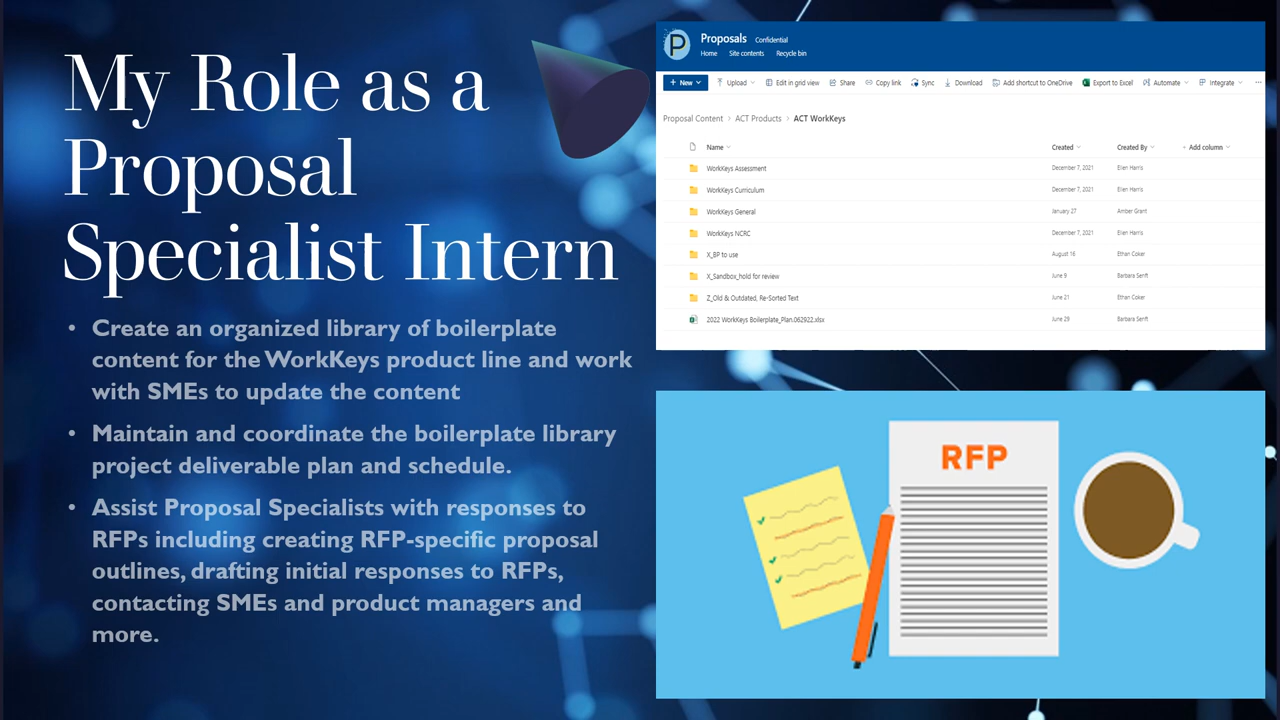 My Role as a
Proposal
Specialist Intern
• Create an organized library of boilerplate
content for the WorkKeys product line and work
with SMEs to update the content
• Maintain and coordinate the boilerplate library
project deliverable plan and schedule.
• Assist Proposal Specialists with responses to
RFPs including creating RFP-specific proposal
outlines, drafting initial responses to RFPs,
contacting SMEs and product managers and
more.
P
Proposals Confidential
Home Site contents Recycle bin
+ New Upload Edit in grid view Share Copy link Sync Download Add shortcut to OneDrive Export to Excel Automate Integrate ...
Proposal Content > ACT Products > ACT WorkKeys
Name Created Created By + Add column
WorkKeys Assessment December 7, 2021 Ellen Harris
WorkKeys Curriculum December 7, 2021 Ellen Harris
WorkKeys General January 27 Amber Grant
WorkKeys NCRC December 7, 2021 Ellen Harris
X_BP to use August 16 Ethan Coker
X_Sandbox_hold for review June 9 Barbara Senft
Z_Old & Outdated, Re-Sorted Text June 21 Ethan Coker
2022 WorkKeys Boilerplate_Plan.062922.xlsx June 29 Barbara Senft
RFP